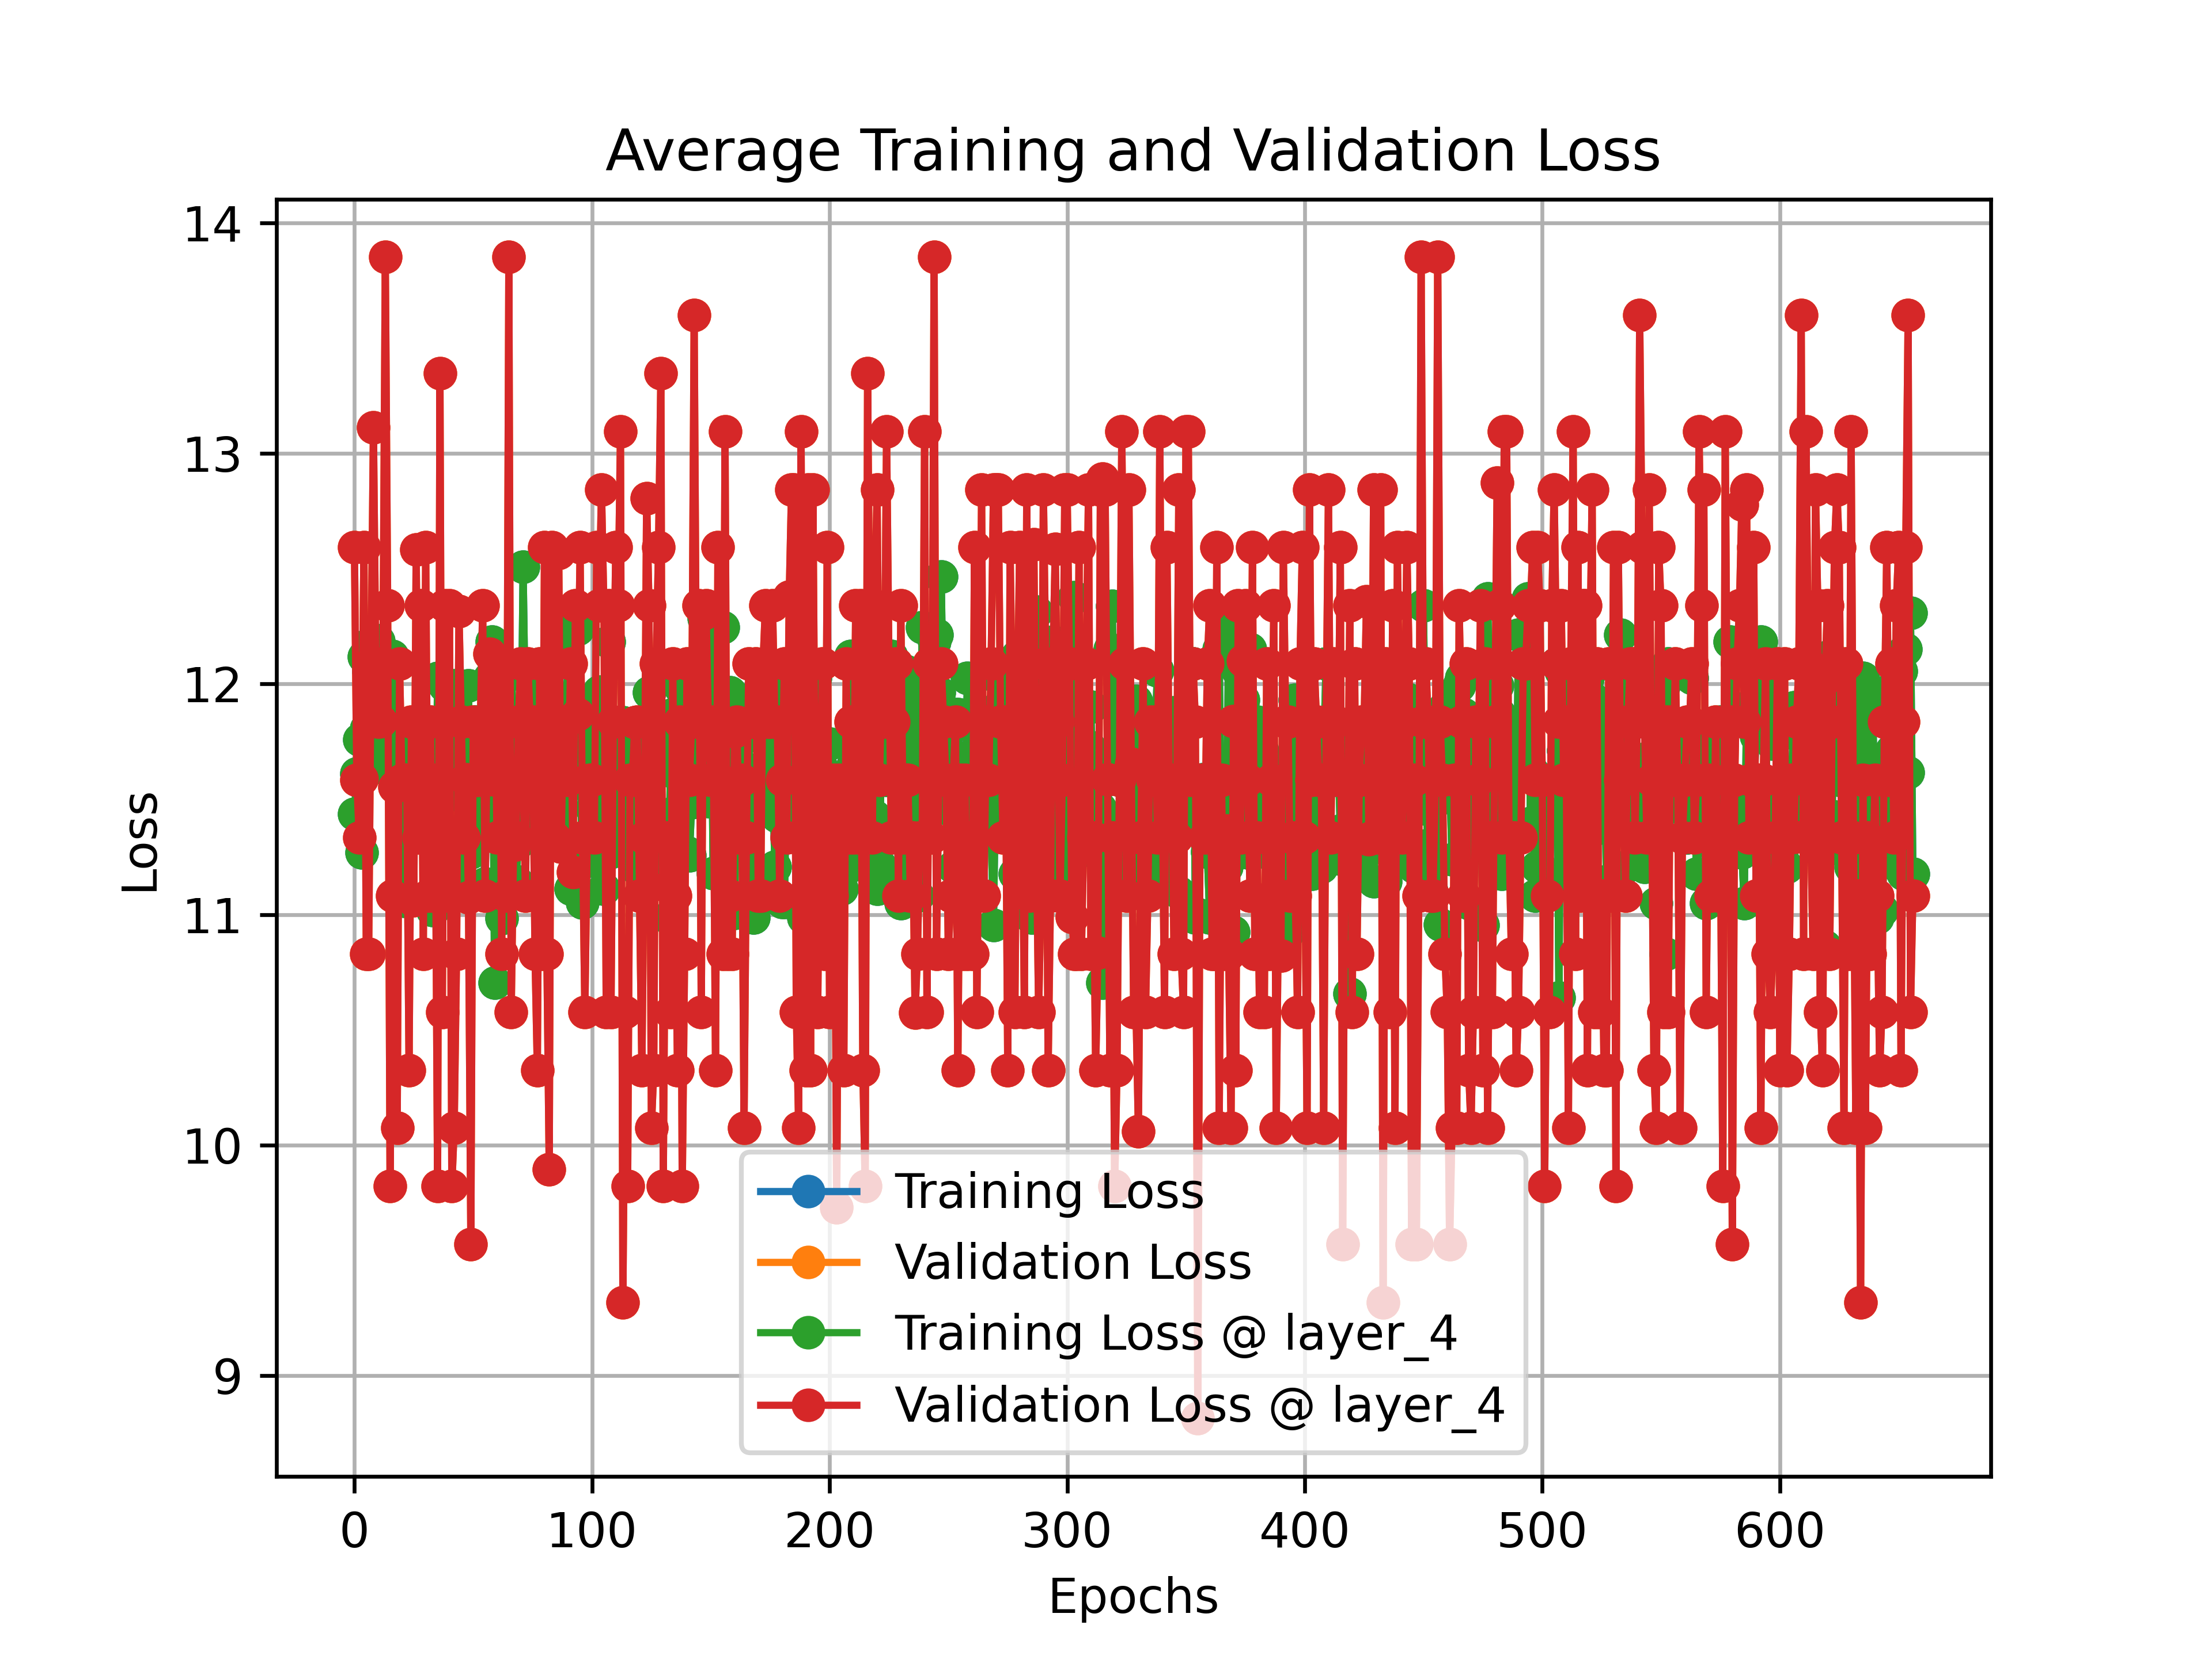 Average Training and Validation Loss
14
13
12
11
10
9
Loss
0 100 200 300 400 500 600
Epochs
Training Loss
Validation Loss
Training Loss @ layer_4
Validation Loss @ layer_4